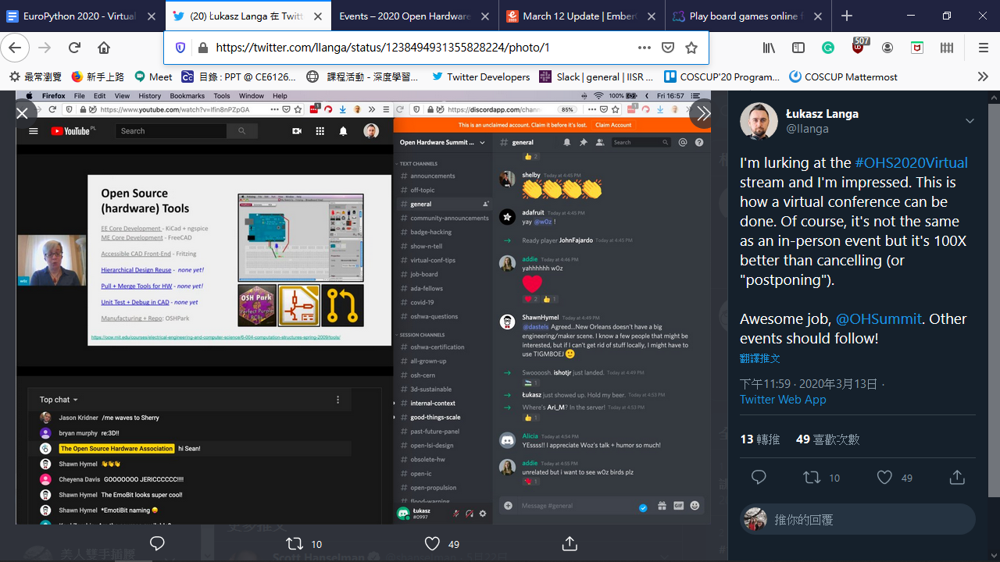 EuroPython 2020 - Virtual
(20) Łukasz Langa 在 Twitt
Events – 2020 Open Hardware
March 12 Update | Ember
Play board games online f
https://twitter.com/llanga/status/1238494931355828224/photo/1
507
最常瀏覽
新手上路
Meet
目錄 : PPT @ CE6126...
課程活動 - 深度學習...
Twitter Developers
Slack | general | IISR ...
COSCUP'20 Program...
COSCUP Mattermost
Firefox File Edit View History Bookmarks Tools Window Help
100% Fri 16:57
https://www.youtube.com/watch?v=Ifin8nPZpGA
https://discordapp.com/chann
85%
This is an unclaimed account. Claim it before it's lost. Claim Account
YouTube PL
Search
Open Source
(hardware) Tools
EE Core Development - KiCad + ngspice
ME Core Development - FreeCAD
Accessible CAD Front-End - Fritzing
Hierarchical Design Reuse - none yet!
Pull + Merge Tools for HW - none yet!
Unit Test + Debug in CAD - none yet
Manufacturing + Repo: OSHPark
OSH Park
Perfect Purple
PCBs
https://ocw.mit.edu/courses/electrical-engineering-and-computer-science/6-004-computation-structures-spring-2009/tools/
Top chat
Jason Kridner /me waves to Sherry
bryan murphy re:3D!!
The Open Source Hardware Association hi Sean!
Shawn Hymel 👏👏👏
Cheyena Davis GOOOOOOO JERICCCCCC!!!!
Shawn Hymel The EmoBit looks super cool!
Shawn Hymel *EmotiBit naming 😄
Open Hardware Summit ...
TEXT CHANNELS
# announcements
# off-topic
# general
# community-announcements
# badge-hacking
# show-n-tell
# virtual-conf-tips
# job-board
# ada-fellows
# covid-19
# oshwa-questions
SESSION CHANNELS
# oshwa-certification
# all-grown-up
# osh-cern
# 3d-sustainable
# internal-context
# good-things-scale
# past-future-panel
# open-lsi-design
# obsolete-hw
# open-ic
# open-propulsion
# flood-warning
Łukasz
#0997
# general
Search
👍 2
shelby Today at 4:45 PM
👏👏👏👏
adafruit Today at 4:45 PM
yay @w0z !
Ready player JohnFajardo Today at 4:45 PM
addie Today at 4:46 PM
yahhhhhh w0z
❤️
❤️ 2 👍 1
ShawnHymel Today at 4:49 PM
@dastels Agreed...New Orleans doesn't have a big
engineering/maker scene. I know a few people that might be
interested, but if I can't get rid of stuff locally, I might have to
use TIGMBOEJ 🙂
Swoooosh. ishotjr just landed. Today at 4:49 PM
1
Łukasz just showed up. Hold my beer. Today at 4:53 PM
Where's Ari_M? In the server! Today at 4:53 PM
👍 1
Alicia Today at 4:54 PM
YEssss!! I appreciate Woz's talk + humor so much!
addie Today at 4:55 PM
unrelated but i want to see w0z birds plz
1
Message #general
GIF
10
49
Łukasz Langa
@llanga
I'm lurking at the #OHS2020Virtual
stream and I'm impressed. This is
how a virtual conference can be
done. Of course, it's not the same
as an in-person event but it's 100X
better than cancelling (or
"postponing").
Awesome job, @OHSummit. Other
events should follow!
翻譯推文
下午11:59 · 2020年3月13日 ·
Twitter Web App
13 轉推 49 喜歡次數
10
49
推你的回覆
更多推文
美人雙手插腰
Scott Hanselman